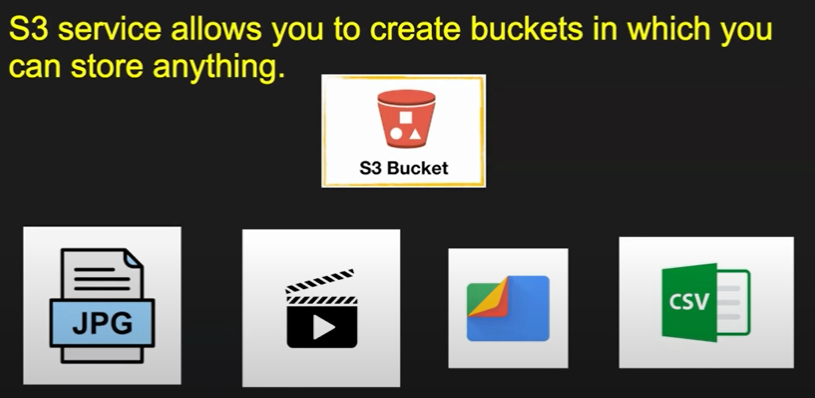 S3 service allows you to create buckets in which you
can store anything.
S3 Bucket
JPG
CSV